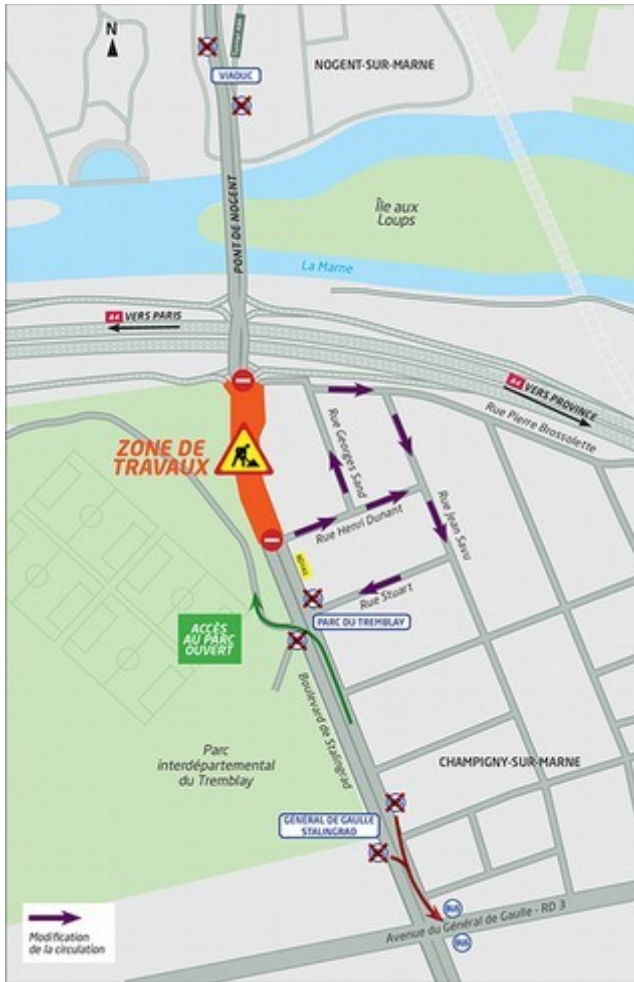 N
VIADUC
NOGENT-SUR-MARNE
PONT DE NOGENT
Île aux
Loups
La Marne
A4 VERS PARIS
A4 VERS PROVINCE
Rue Pierre Brossolette
ZONE DE
TRAVAUX
Rue Georges Sand
Rue Henri Dunant
Rue Jean Savu
Rue Stuart
PARC DU TREMBLAY
ACCÈS
AU PARC
OUVERT
Boulevard de Stalingrad
Parc
interdépartemental
du Tremblay
CHAMPIGNY-SUR-MARNE
GÉNÉRAL DE GAULLE
STALINGRAD
BUS
Avenue du Général de Gaulle - RD 3
BUS
Modification
de la circulation